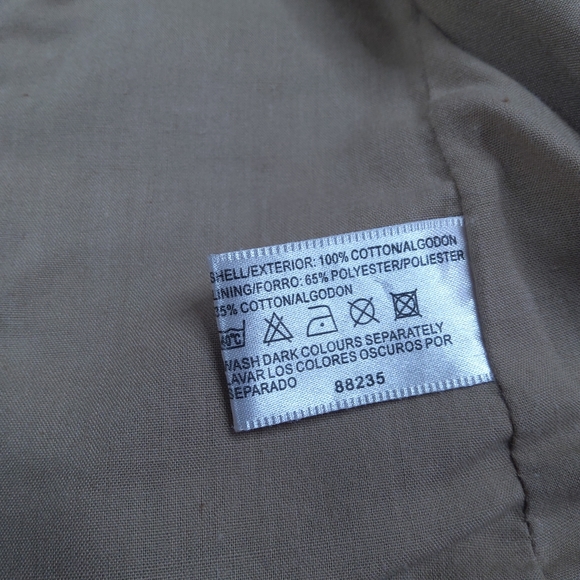 SHELL/EXTERIOR: 100% COTTON/ALGODON
LINING/FORRO: 65% POLYESTER/POLIESTER
35% COTTON/ALGODON
WASH DARK COLOURS SEPARATELY
LAVAR LOS COLORES OSCUROS POR
SEPARADO 88235